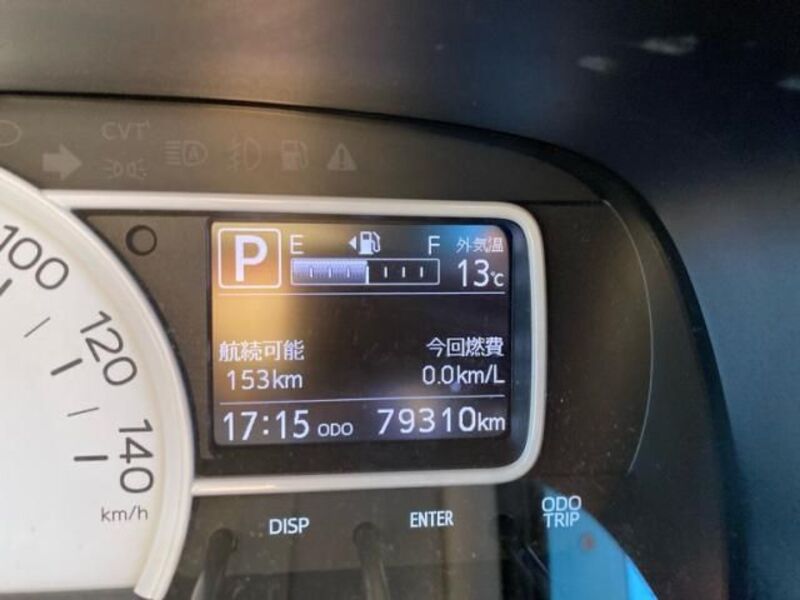 CVT
A
100
120
140
km/h
P E F 外気温
13℃
航続可能 今回燃費
153km 0.0km/L
17:15 ODO 79310km
DISP ENTER ODO
TRIP